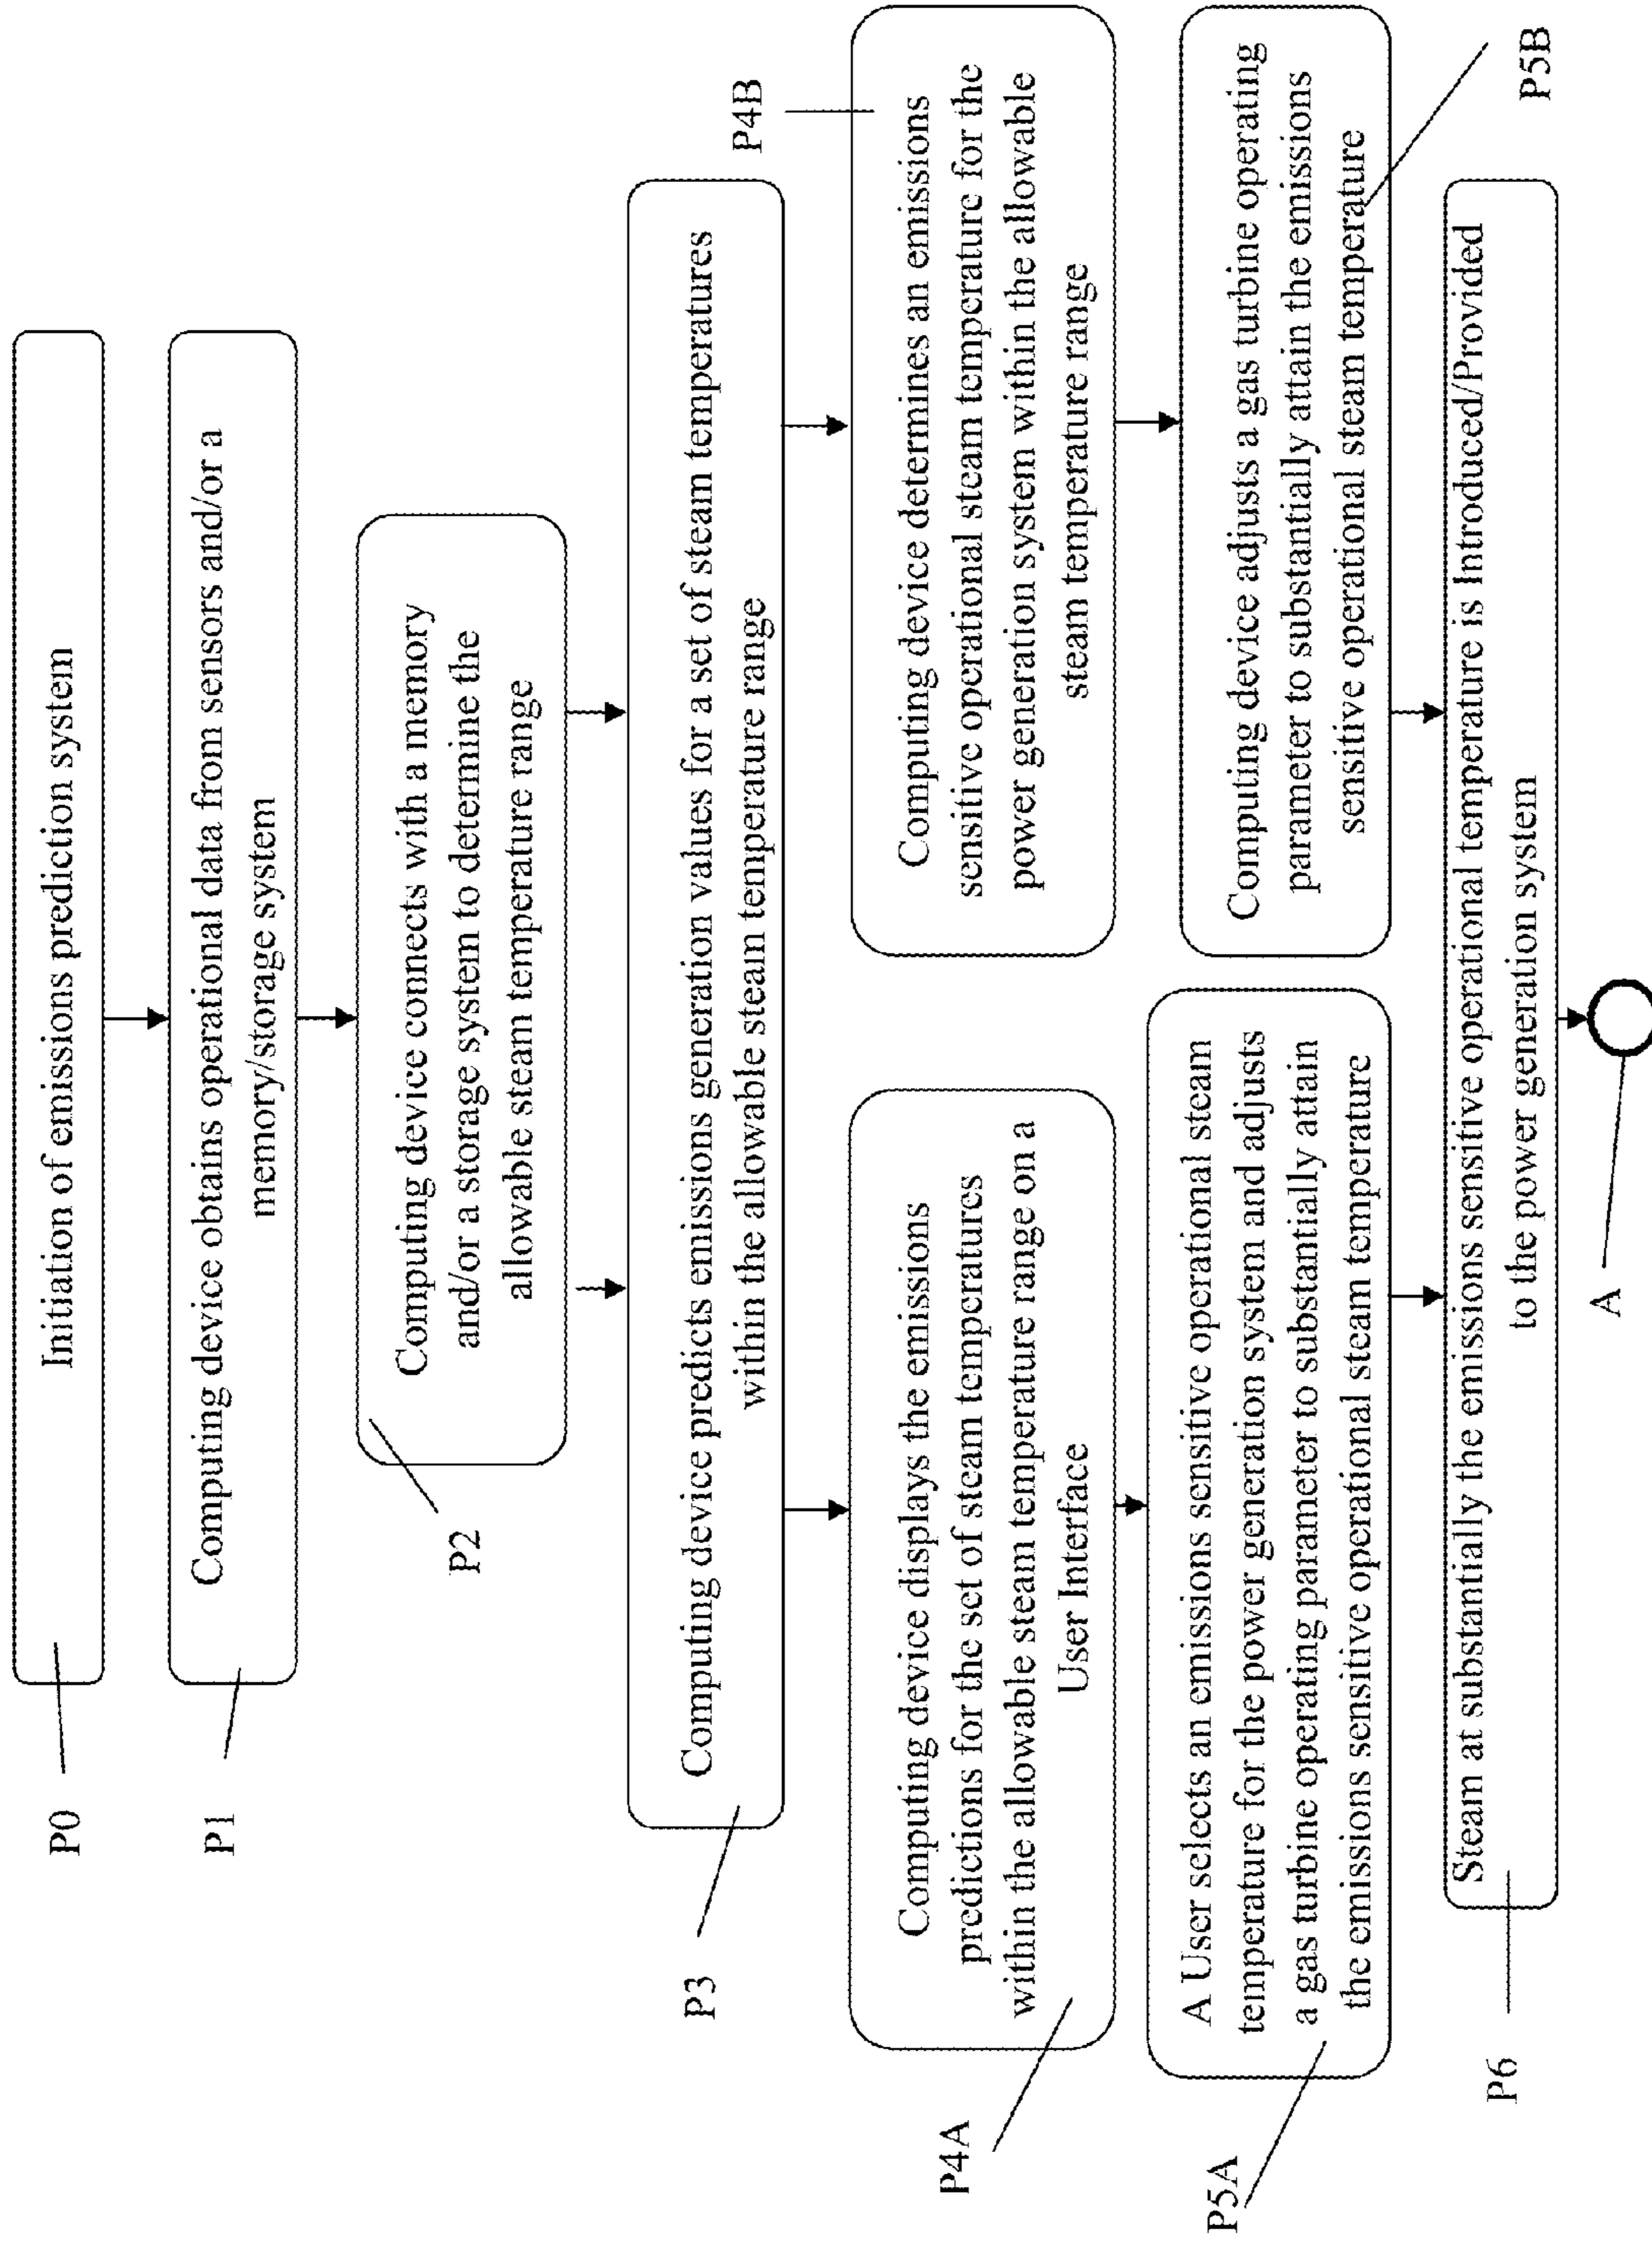 P0
Initiation of emissions prediction system
P1
Computing device obtains operational data from sensors and/or a
memory/storage system
P2
Computing device connects with a memory
and/or a storage system to determine the
allowable steam temperature range
P3
Computing device predicts emissions generation values for a set of steam temperatures
within the allowable steam temperature range
P4A
Computing device displays the emissions
predictions for the set of steam temperatures
within the allowable steam temperature range on a
User Interface
P4B
Computing device determines an emissions
sensitive operational steam temperature for the
power generation system within the allowable
steam temperature range
P5A
A User selects an emissions sensitive operational steam
temperature for the power generation system and adjusts
a gas turbine operating parameter to substantially attain
the emissions sensitive operational steam temperature
Computing device adjusts a gas turbine operating
parameter to substantially attain the emissions
sensitive operational steam temperature
P5B
P6
Steam at substantially the emissions sensitive operational temperature is Introduced/Provided
to the power generation system
A